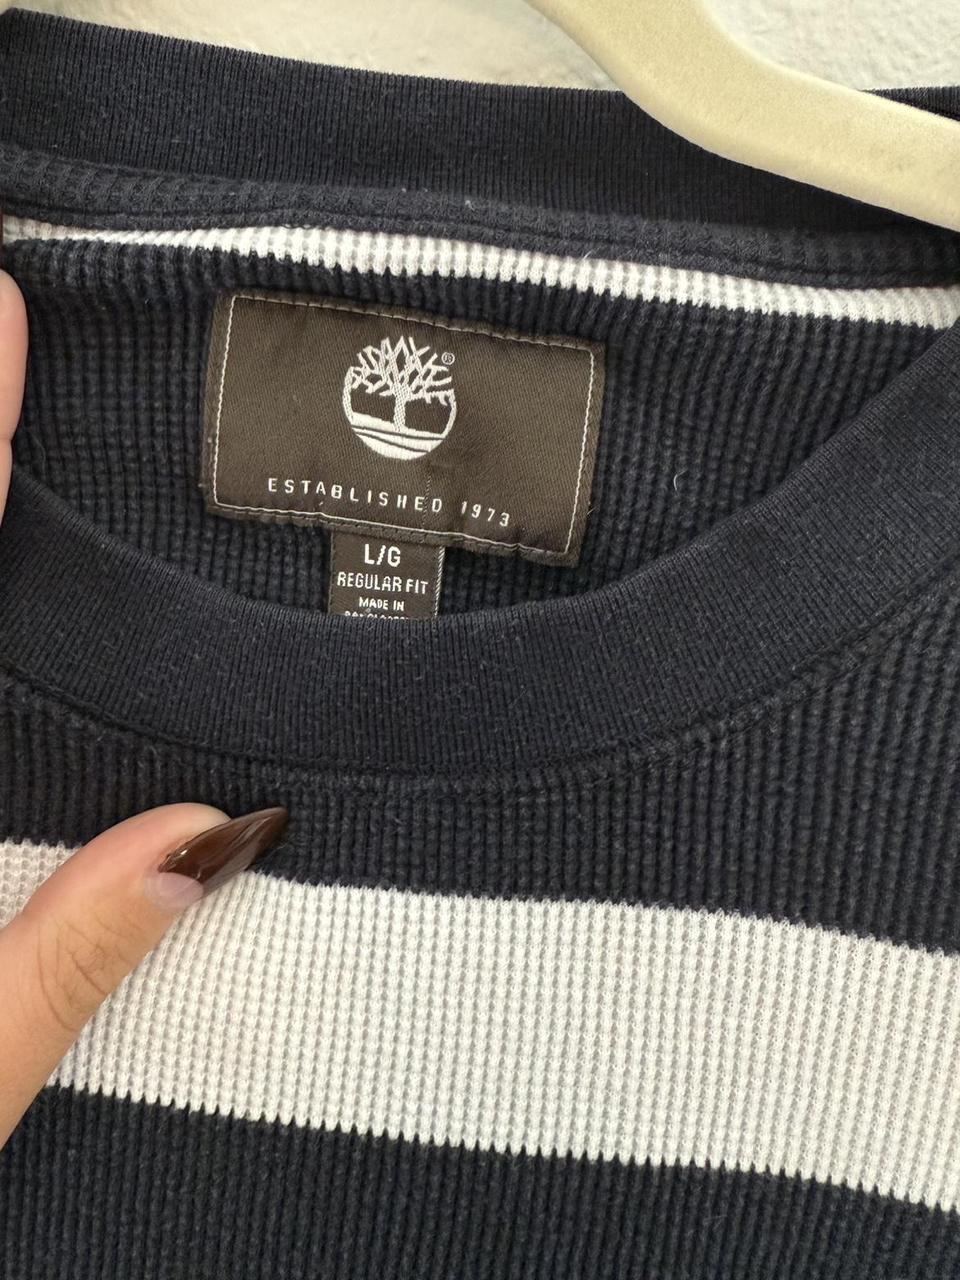 ®
ESTABLISHED 1973
L/G
REGULAR FIT
MADE IN